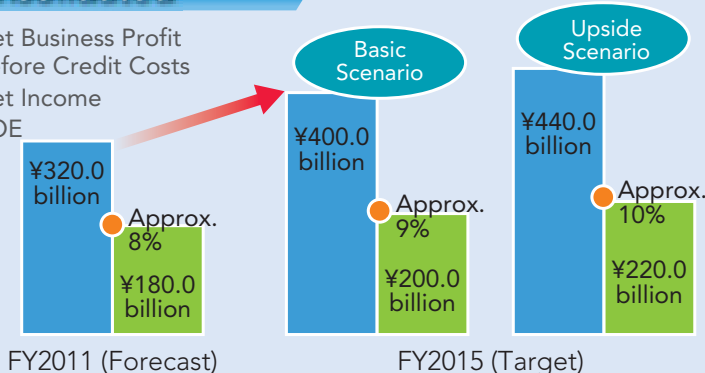 et Business Profit
fore Credit Costs
et Income
OE
Basic
Scenario
Upside
Scenario
¥320.0
billion
Approx.
8%
¥180.0
billion
¥400.0
billion
Approx.
9%
¥200.0
billion
¥440.0
billion
Approx.
10%
¥220.0
billion
FY2011 (Forecast)
FY2015 (Target)